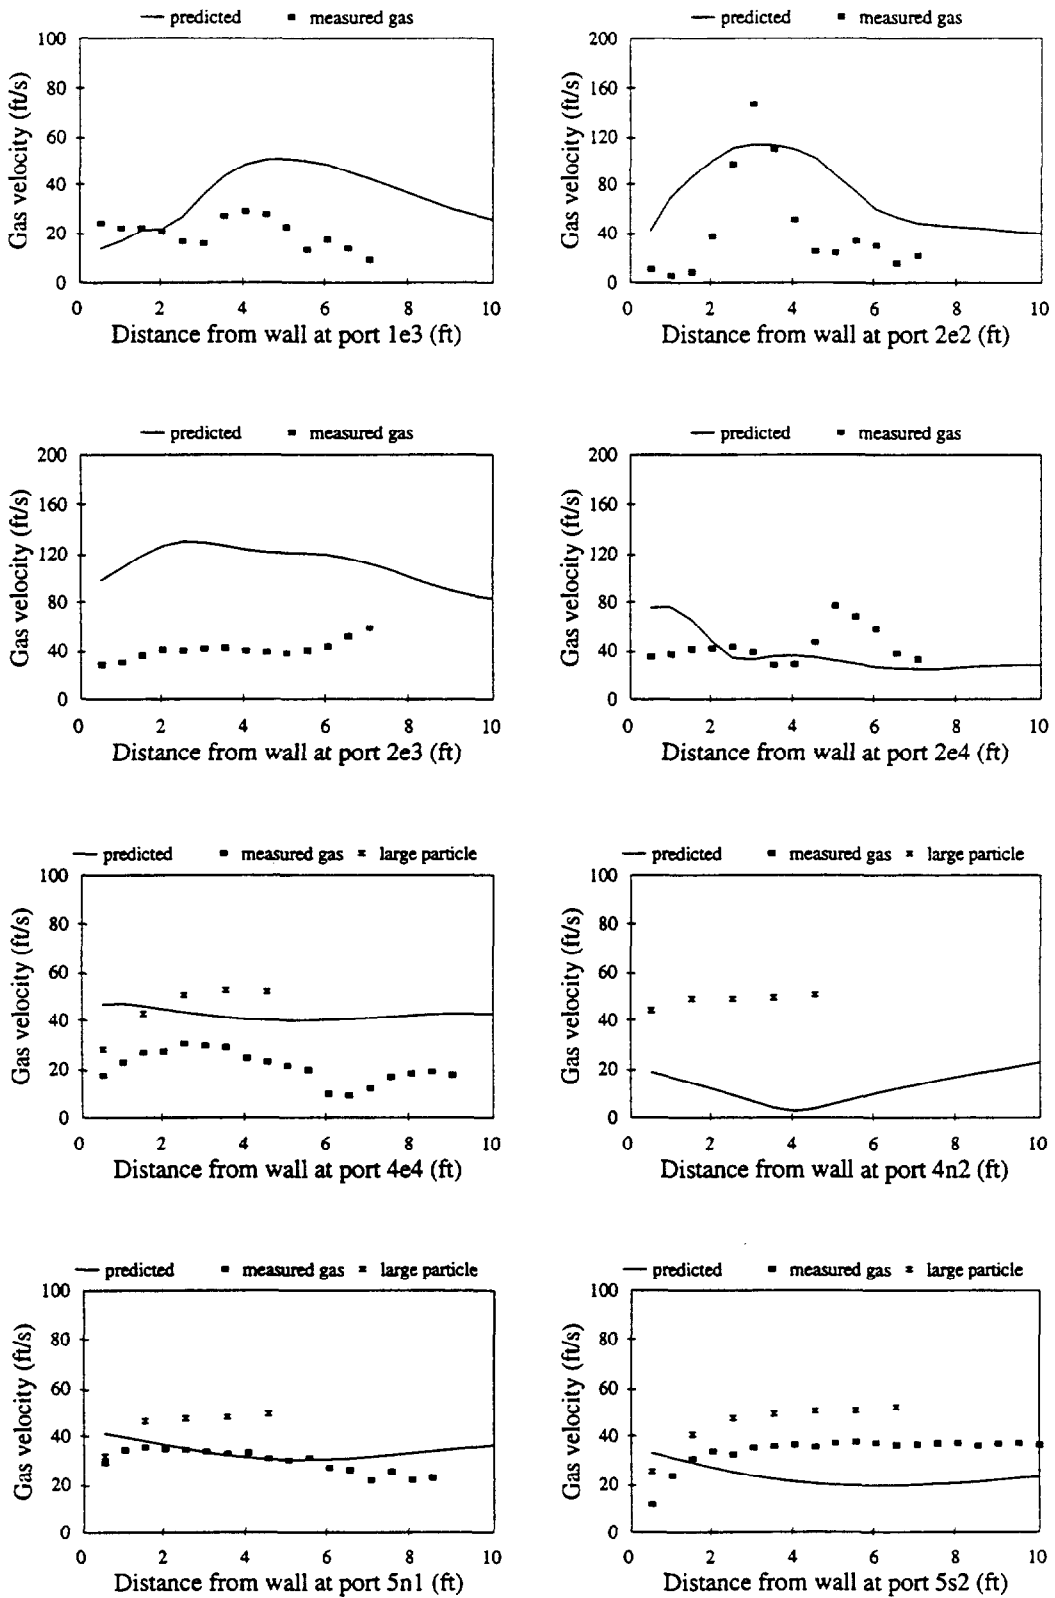 predicted measured gas
100
80
60
40
20
0
0 2 4 6 8 10
Gas velocity (ft/s)
Distance from wall at port 1e3 (ft)
predicted measured gas
200
160
120
80
40
0
0 2 4 6 8 10
Gas velocity (ft/s)
Distance from wall at port 2e2 (ft)
predicted measured gas
200
160
120
80
40
0
0 2 4 6 8 10
Gas velocity (ft/s)
Distance from wall at port 2e3 (ft)
predicted measured gas
200
160
120
80
40
0
0 2 4 6 8 10
Gas velocity (ft/s)
Distance from wall at port 2e4 (ft)
predicted measured gas large particle
100
80
60
40
20
0
0 2 4 6 8 10
Gas velocity (ft/s)
Distance from wall at port 4e4 (ft)
predicted measured gas large particle
100
80
60
40
20
0
0 2 4 6 8 10
Gas velocity (ft/s)
Distance from wall at port 4n2 (ft)
predicted measured gas large particle
100
80
60
40
20
0
0 2 4 6 8 10
Gas velocity (ft/s)
Distance from wall at port 5n1 (ft)
predicted measured gas large particle
100
80
60
40
20
0
0 2 4 6 8 10
Gas velocity (ft/s)
Distance from wall at port 5s2 (ft)